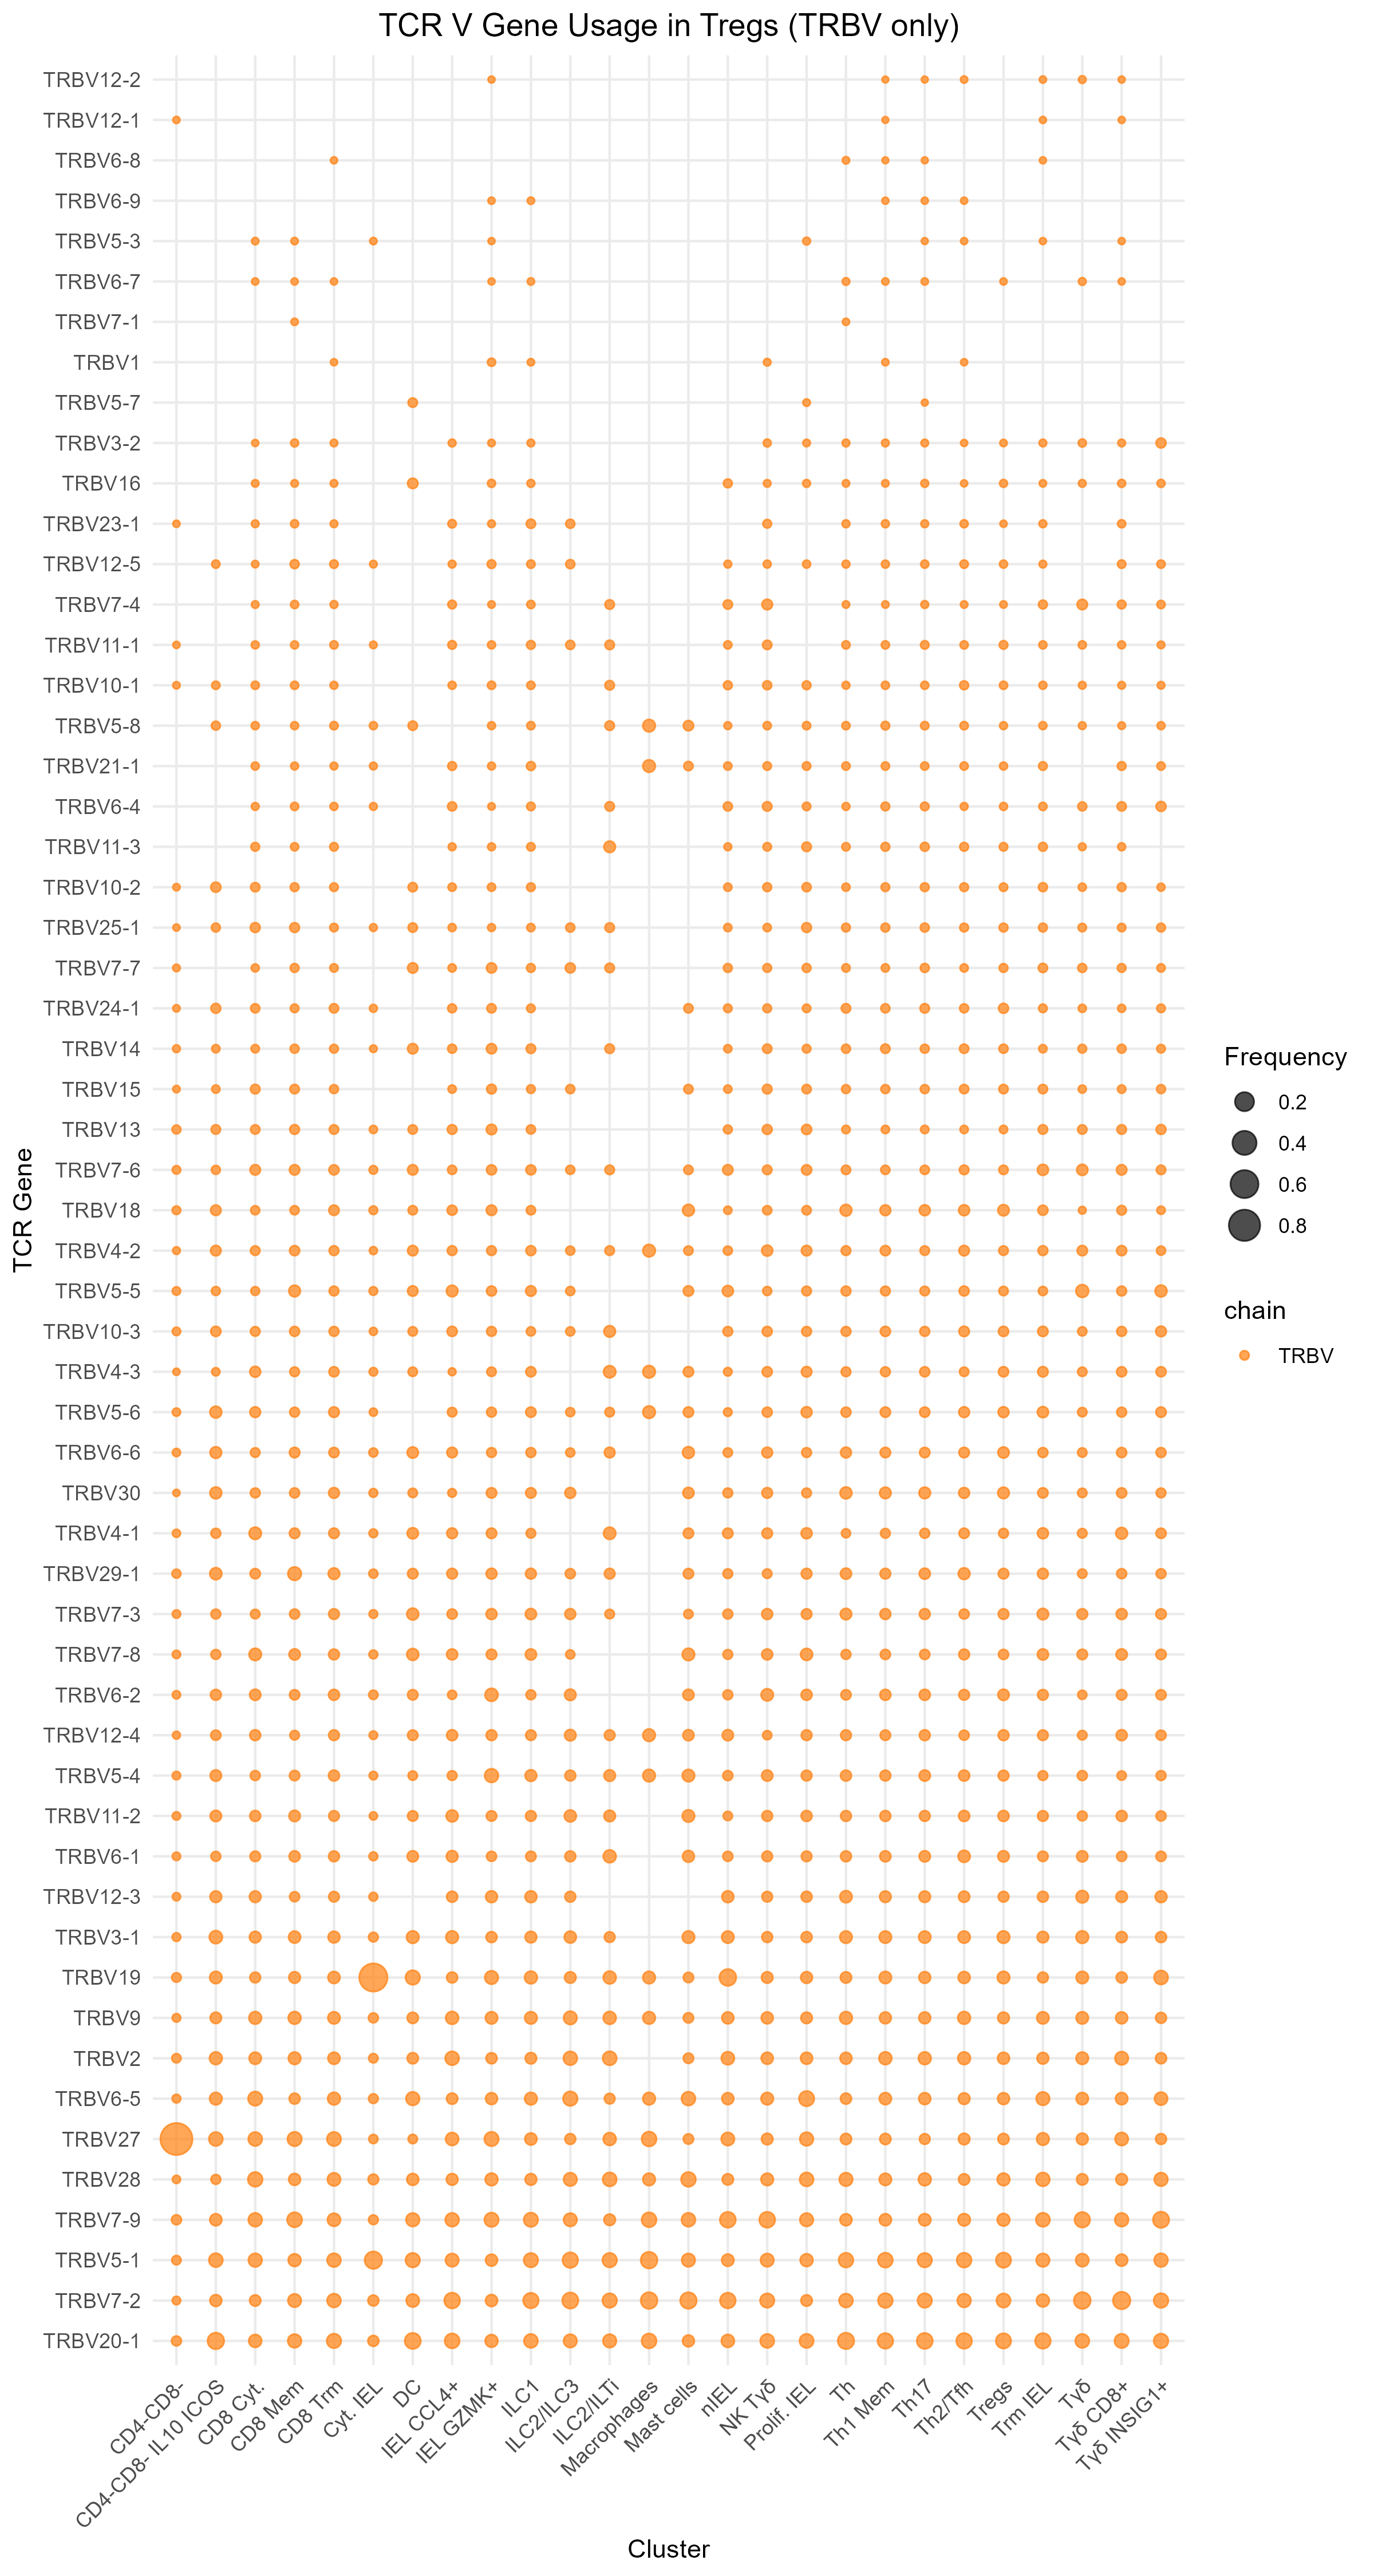 TCR V Gene Usage in Tregs (TRBV only)
TCR Gene
TRBV12-2
TRBV12-1
TRBV6-8
TRBV6-9
TRBV5-3
TRBV6-7
TRBV7-1
TRBV1
TRBV5-7
TRBV3-2
TRBV16
TRBV23-1
TRBV12-5
TRBV7-4
TRBV11-1
TRBV10-1
TRBV5-8
TRBV21-1
TRBV6-4
TRBV11-3
TRBV10-2
TRBV25-1
TRBV7-7
TRBV24-1
TRBV14
TRBV15
TRBV13
TRBV7-6
TRBV18
TRBV4-2
TRBV5-5
TRBV10-3
TRBV4-3
TRBV5-6
TRBV6-6
TRBV30
TRBV4-1
TRBV29-1
TRBV7-3
TRBV7-8
TRBV6-2
TRBV12-4
TRBV5-4
TRBV11-2
TRBV6-1
TRBV12-3
TRBV3-1
TRBV19
TRBV9
TRBV2
TRBV6-5
TRBV27
TRBV28
TRBV7-9
TRBV5-1
TRBV7-2
TRBV20-1
CD4-CD8-
CD4-CD8- IL10 ICOS
CD8 Cyt.
CD8 Mem
CD8 Trm
Cyt. IEL
DC
IEL CCL4+
IEL GZMK+
ILC1
ILC2/ILC3
ILC2/ILTi
Macrophages
Mast cells
nIEL
NK Tγδ
Prolif. IEL
Th
Th1 Mem
Th17
Th2/Tfh
Tregs
Trm IEL
Tγδ
Tγδ CD8+
Tγδ INSIG1+
Cluster
Frequency
0.2
0.4
0.6
0.8
chain
TRBV